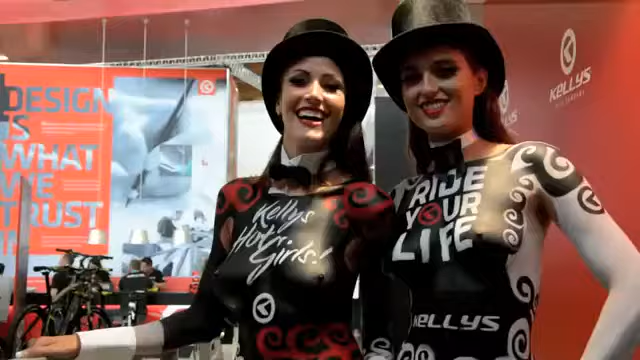 DESIGN
IS
WHAT
WE
TRUST
KELLYS
Kellys
Hot
Girls!
RIDE
YOUR
LIFE
KELLYS